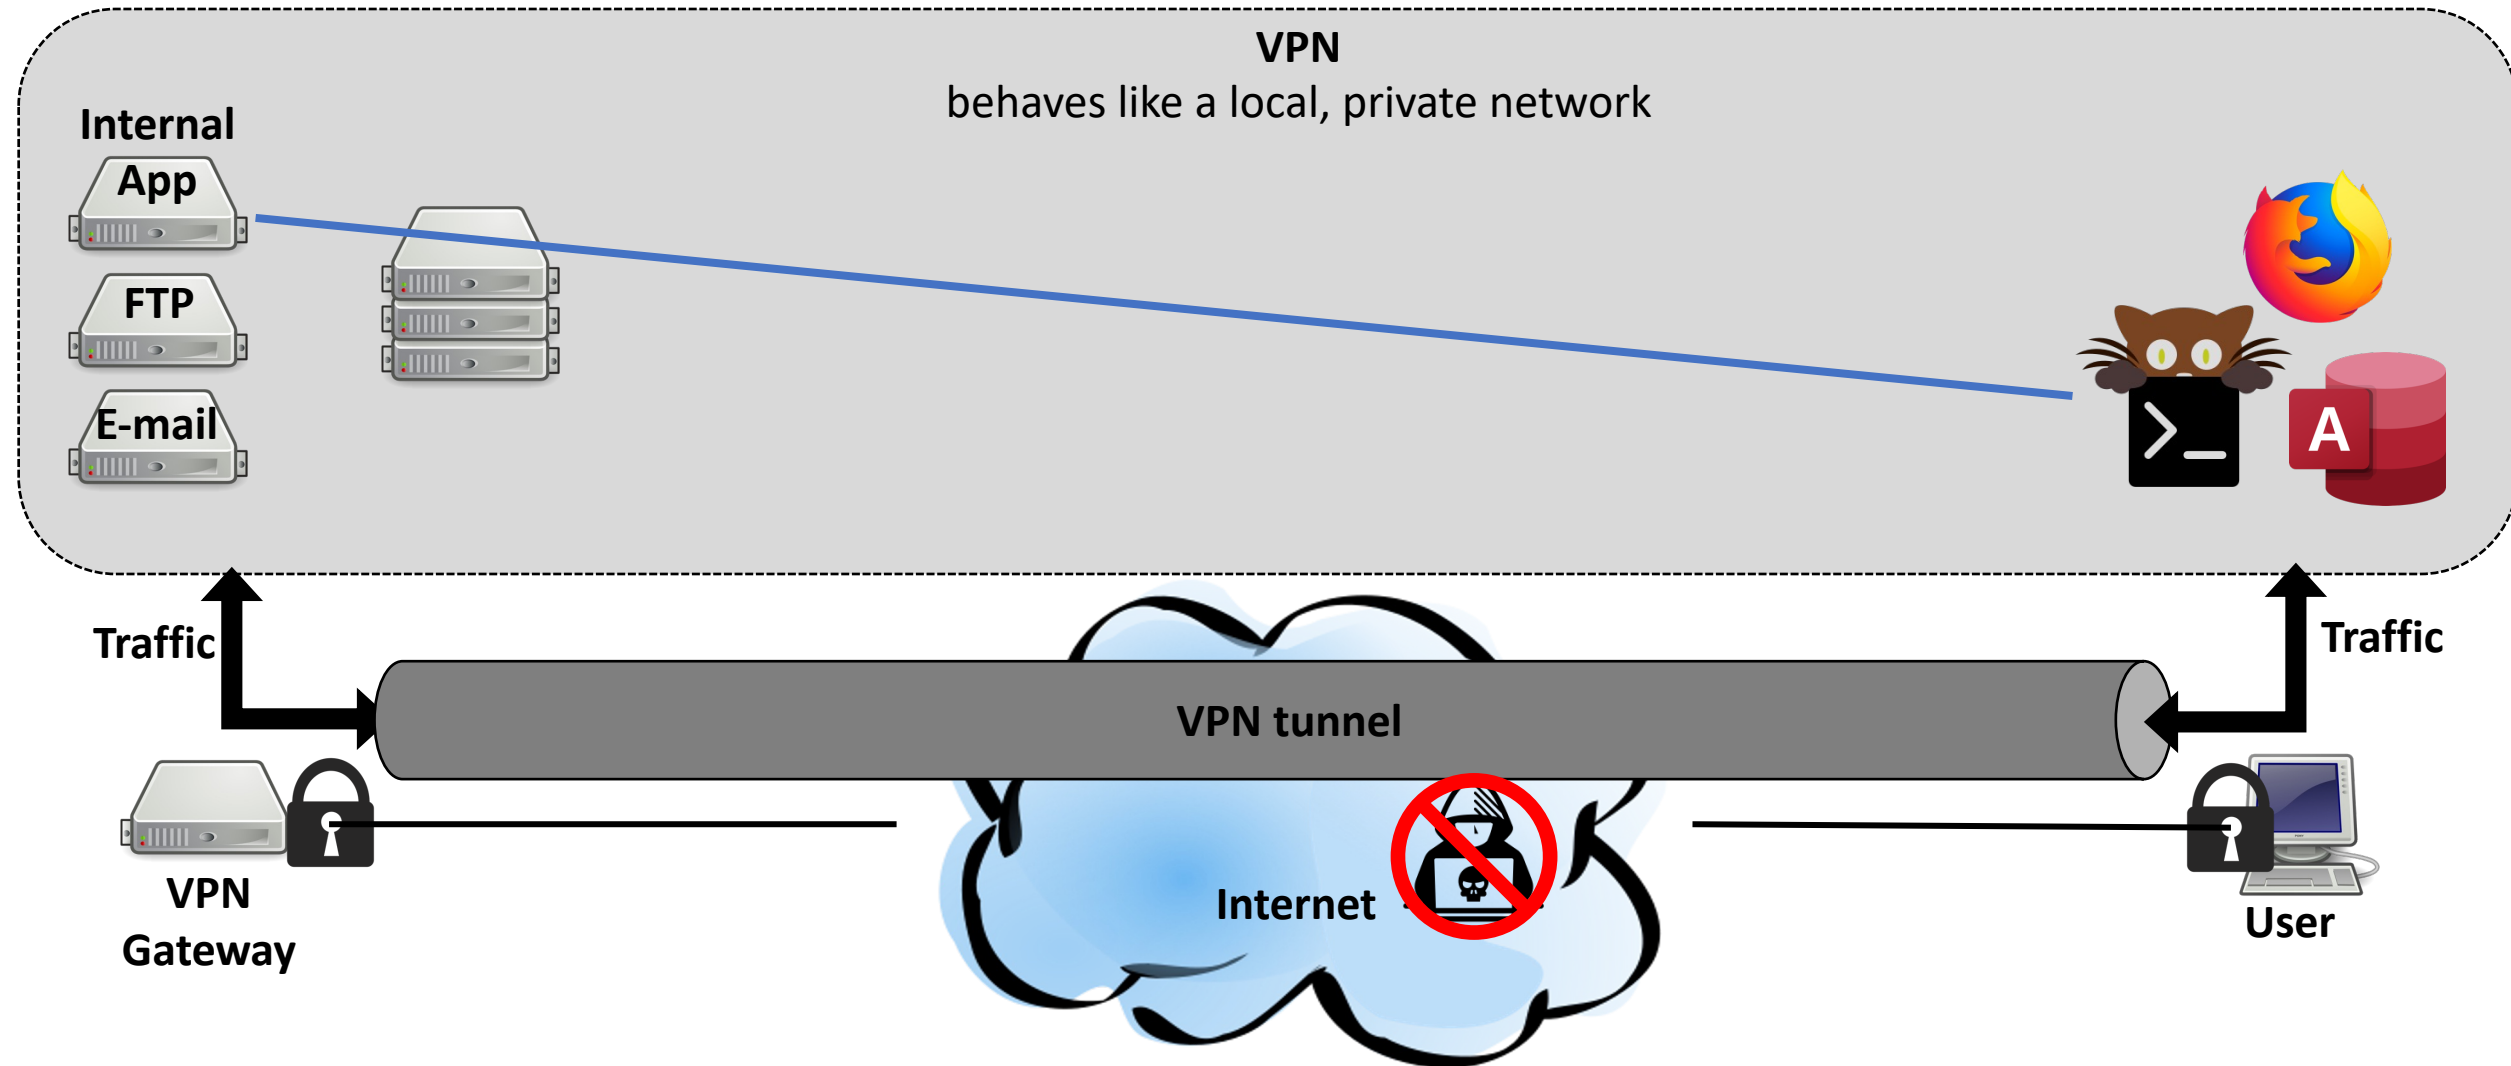 VPN
behaves like a local, private network
Internal
App
FTP
E-mail
>_
A
Traffic
Traffic
VPN tunnel
VPN
Gateway
Internet
User